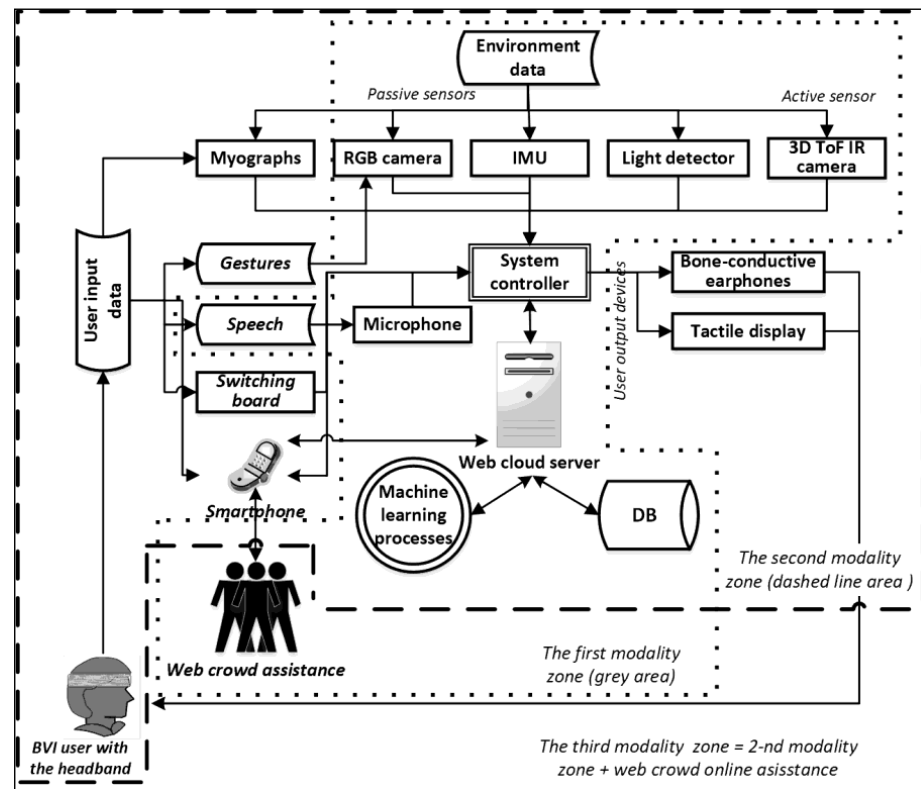 Environment
data
Passive sensors
Active sensor
Myographs
RGB camera
IMU
Light detector
3D ToF IR
camera
User input
data
Gestures
Speech
Switching
board
Microphone
System
controller
User output devices
Bone-conductive
earphones
Tactile display
Smartphone
Web cloud server
Machine
learning
processes
DB
Web crowd assistance
The second modality
zone (dashed line area )
The first modality
zone (grey area)
BVI user with
the headband
The third modality zone = 2-nd modality
zone + web crowd online asisstance